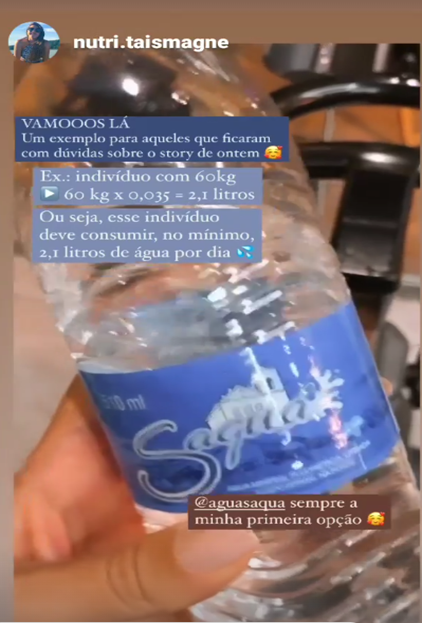 nutri.taismagne
VAMOOOS LÁ
Um exemplo para aqueles que ficaram
com dúvidas sobre o story de ontem 🥰
Ex.: indivíduo com 60kg
▶️ 60 kg x 0,035 = 2,1 litros
Ou seja, esse indivíduo
deve consumir, no mínimo,
2,1 litros de água por dia 💦
510 ml
@aguasaqua sempre a
minha primeira opção 🥰